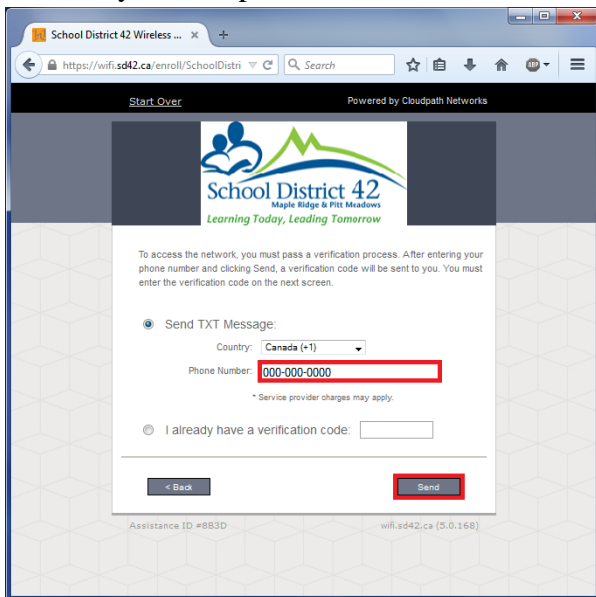 School District 42 Wireless ...
https://wifi.sd42.ca/enroll/SchoolDistri
Search
Start Over
Powered by Cloudpath Networks
School District 42
Maple Ridge & Pitt Meadows
Learning Today, Leading Tomorrow
To access the network, you must pass a verification process. After entering your
phone number and clicking Send, a verification code will be sent to you. You must
enter the verification code on the next screen.
Send TXT Message:
Country: Canada (+1)
Phone Number: 000-000-0000
* Service provider charges may apply.
I already have a verification code:
< Back
Send
Assistance ID #8B3D
wifi.sd42.ca (5.0.168)